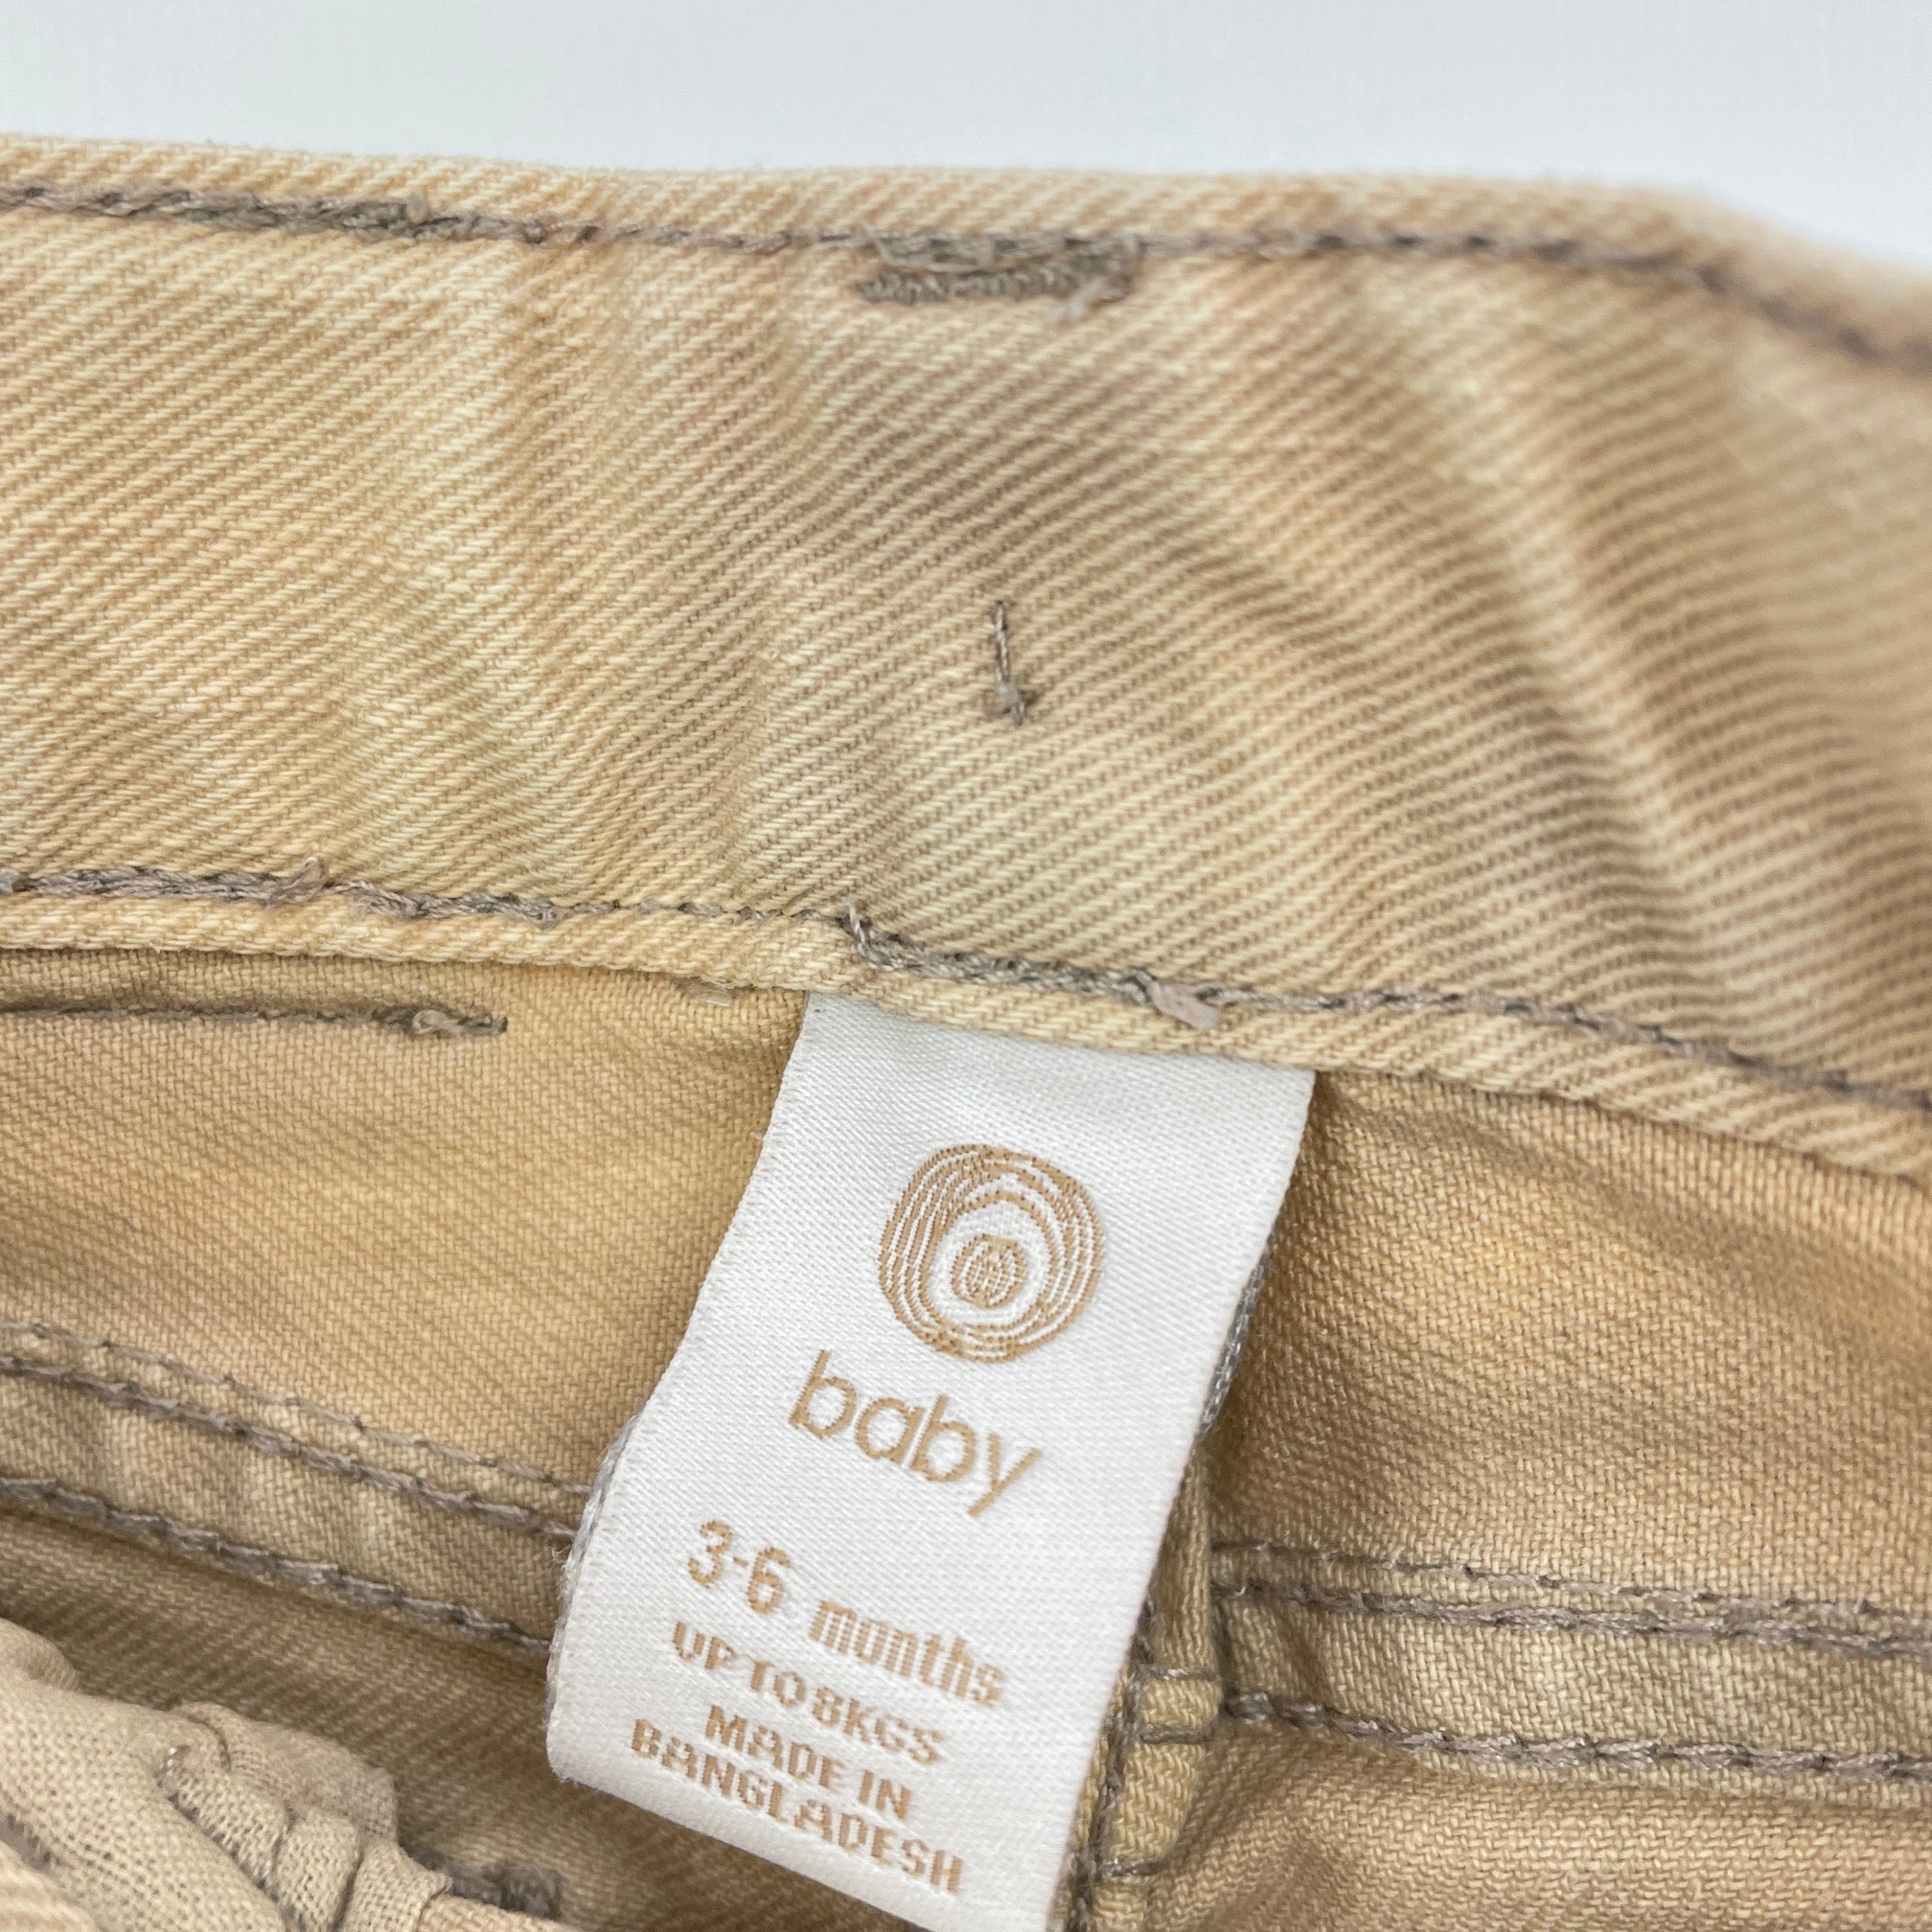 baby
3-6 months
UP TO 8KGS
MADE IN
BANGLADESH